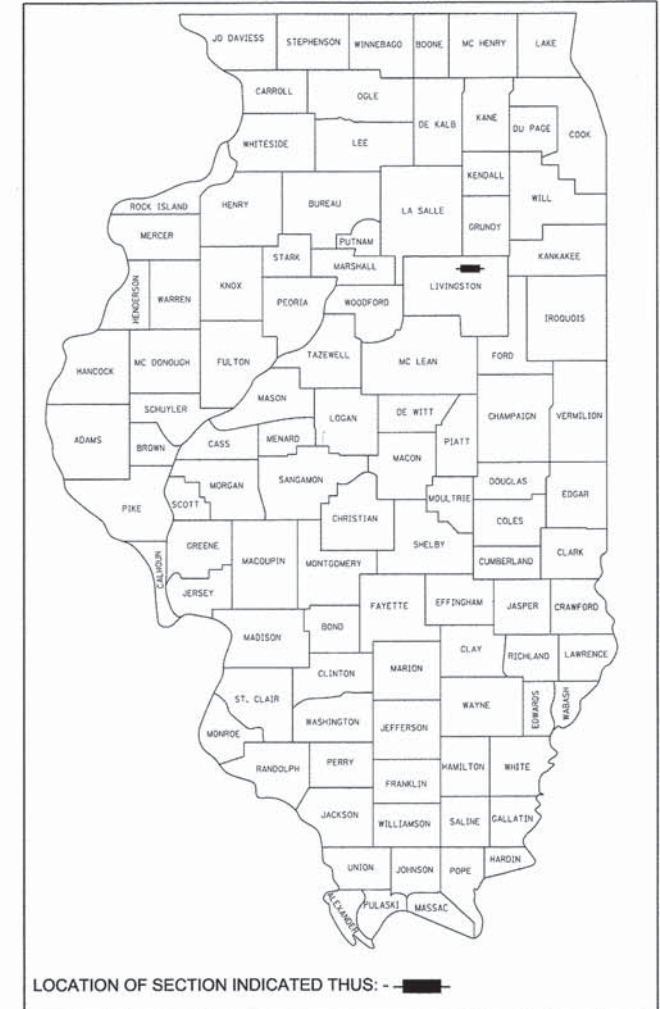 JO DAVIESS
STEPHENSON
WINNEBAGO
BOONE
MC HENRY
LAKE
CARROLL
OGLE
DE KALB
KANE
DU PAGE
COOK
WHITESIDE
LEE
KENDALL
WILL
ROCK ISLAND
HENRY
BUREAU
LA SALLE
GRUNDY
MERCER
PUTNAM
KANKAKEE
STARK
MARSHALL
HENDERSON
WARREN
KNOX
PEORIA
WOODFORD
LIVINGSTON
IROQUOIS
HANCOCK
MC DONOUGH
FULTON
TAZEWELL
MC LEAN
FORD
MASON
SCHUYLER
LOGAN
DE WITT
CHAMPAIGN
VERMILION
ADAMS
BROWN
CASS
MENARD
MACON
PIATT
PIKE
SCOTT
MORGAN
SANGAMON
MOULTRIE
DOUGLAS
EDGAR
CHRISTIAN
COLES
CALHOUN
GREENE
MACOUPIN
MONTGOMERY
SHELBY
CUMBERLAND
CLARK
JERSEY
FAYETTE
EFFINGHAM
JASPER
CRAWFORD
MADISON
BOND
CLAY
RICHLAND
LAWRENCE
CLINTON
MARION
ST. CLAIR
WAYNE
EDWARDS
WABASH
WASHINGTON
JEFFERSON
MONROE
RANDOLPH
PERRY
HAMILTON
WHITE
FRANKLIN
JACKSON
WILLIAMSON
SALINE
GALLATIN
UNION
JOHNSON
POPE
HARDIN
ALEXANDER
PULASKI
MASSAC
LOCATION OF SECTION INDICATED THUS: -